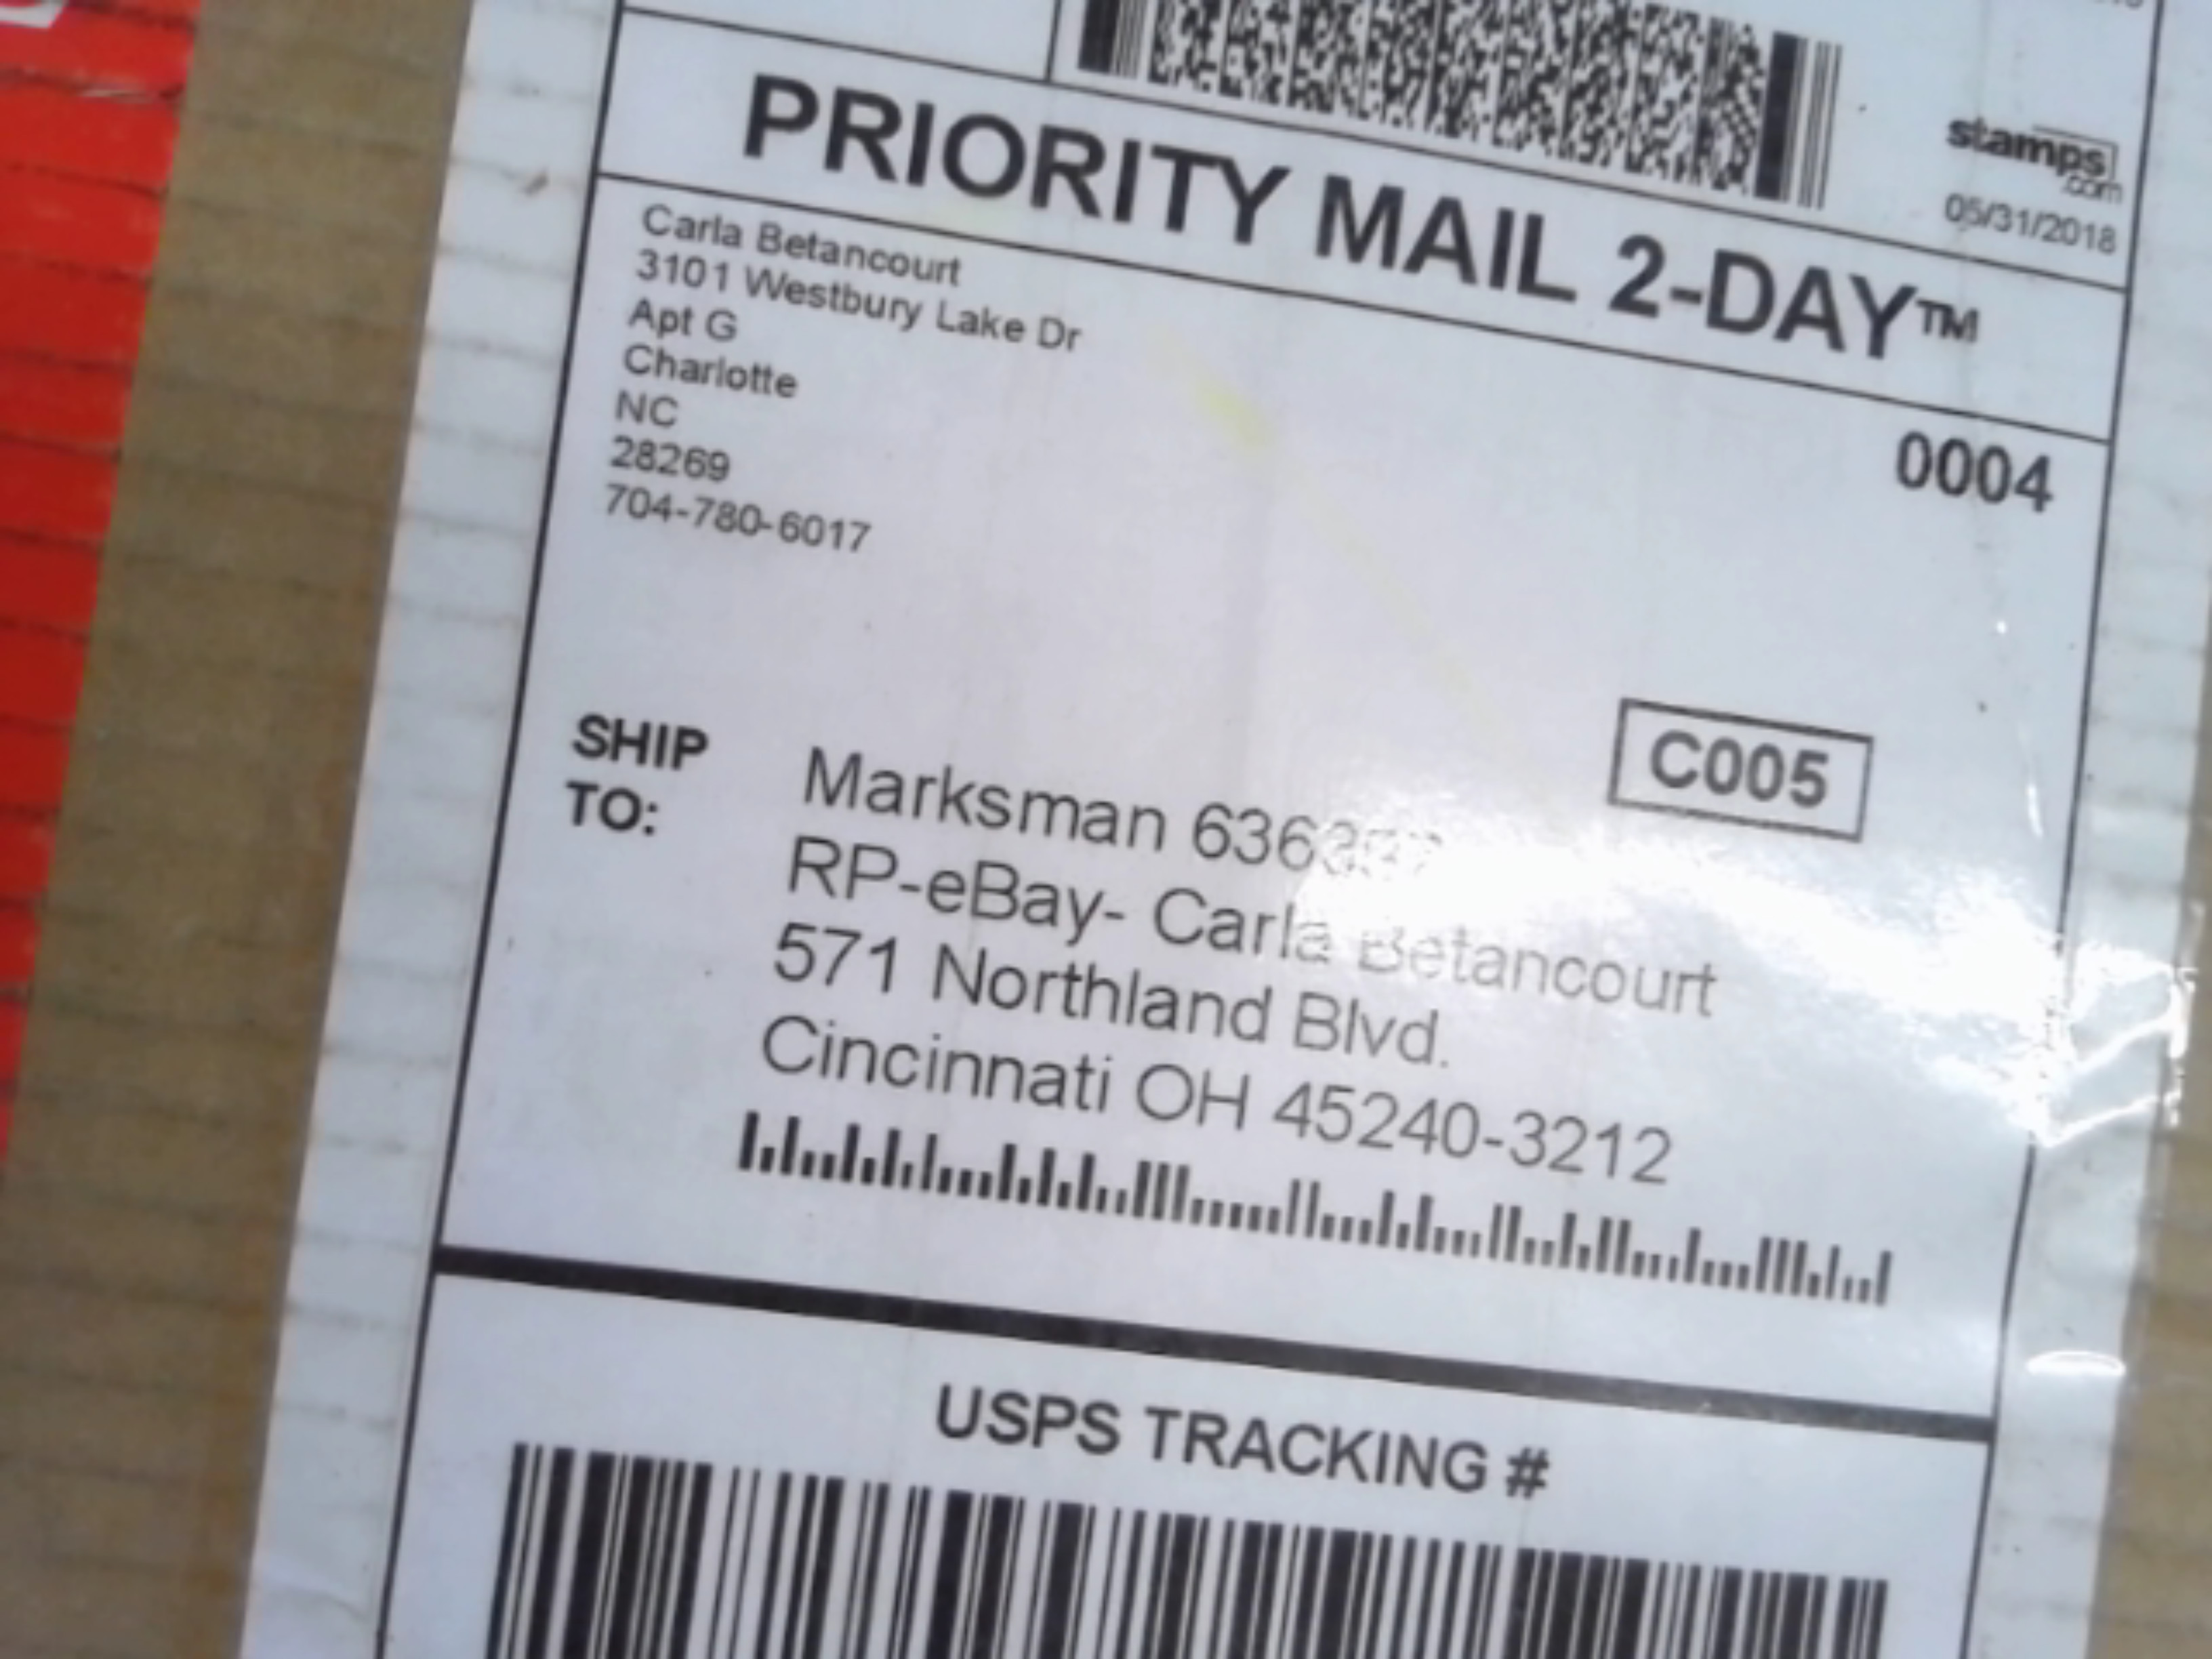 stamps
.com
05/31/2018
PRIORITY MAIL 2-DAY™
Carla Betancourt
3101 Westbury Lake Dr
Apt G
Charlotte
NC
28269
704-780-6017
0004
C005
SHIP
TO:
Marksman
RP-eBay- Carla Betancourt
571 Northland Blvd.
Cincinnati OH 45240-3212
USPS TRACKING #